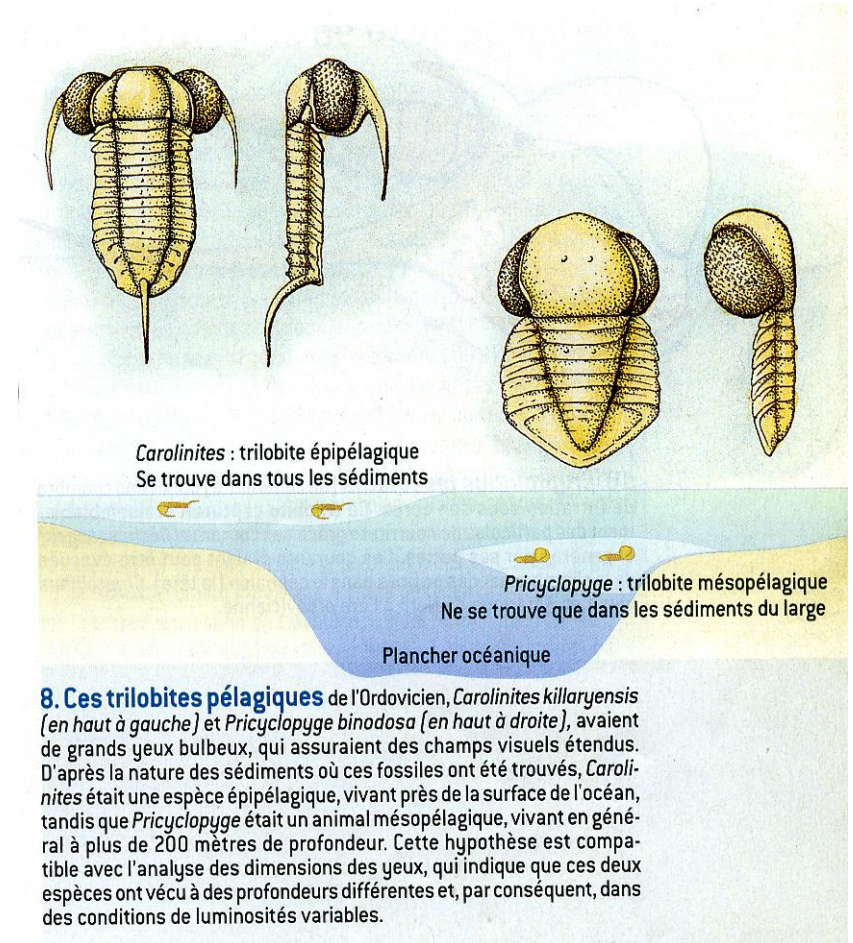 Carolinites : trilobite épipélagique
Se trouve dans tous les sédiments
Pricyclopyge : trilobite mésopélagique
Ne se trouve que dans les sédiments du large
Plancher océanique
8. Ces trilobites pélagiques de l'Ordovicien, Carolinites killaryensis
(en haut à gauche) et Pricyclopyge binodosa (en haut à droite), avaient
de grands yeux bulbeux, qui assuraient des champs visuels étendus.
D'après la nature des sédiments où ces fossiles ont été trouvés, Caroli-
nites était une espèce épipélagique, vivant près de la surface de l'océan,
tandis que Pricyclopyge était un animal mésopélagique, vivant en géné-
ral à plus de 200 mètres de profondeur. Cette hypothèse est compa-
tible avec l'analyse des dimensions des yeux, qui indique que ces deux
espèces ont vécu à des profondeurs différentes et, par conséquent, dans
des conditions de luminosités variables.